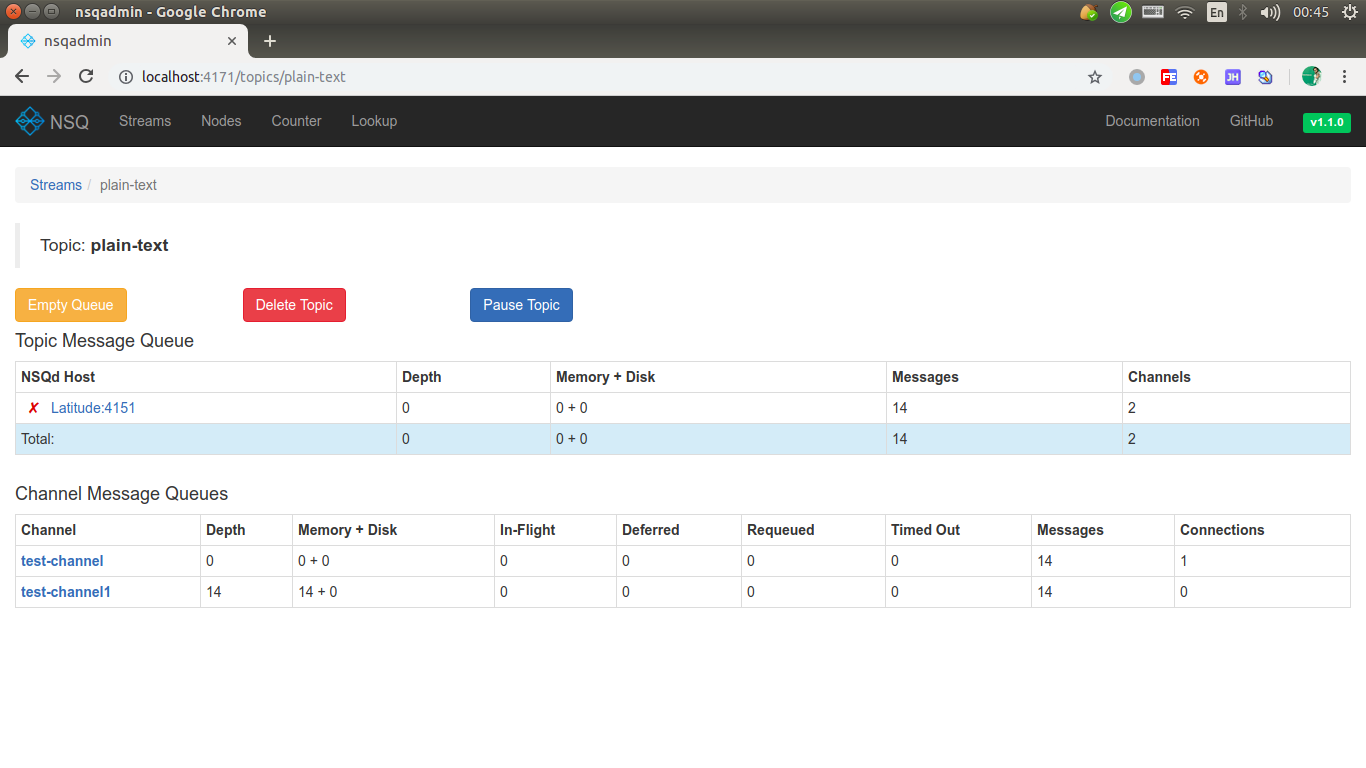 nsqadmin - Google Chrome En 00:45
nsqadmin
localhost:4171/topics/plain-text JH
NSQ Streams Nodes Counter Lookup Documentation GitHub v1.1.0
Streams / plain-text
Topic: plain-text
Empty Queue Delete Topic Pause Topic
Topic Message Queue
NSQd Host Depth Memory + Disk Messages Channels
✗ Latitude:4151 0 0 + 0 14 2
Total: 0 0 + 0 14 2
Channel Message Queues
Channel Depth Memory + Disk In-Flight Deferred Requeued Timed Out Messages Connections
test-channel 0 0 + 0 0 0 0 0 14 1
test-channel1 14 14 + 0 0 0 0 0 14 0